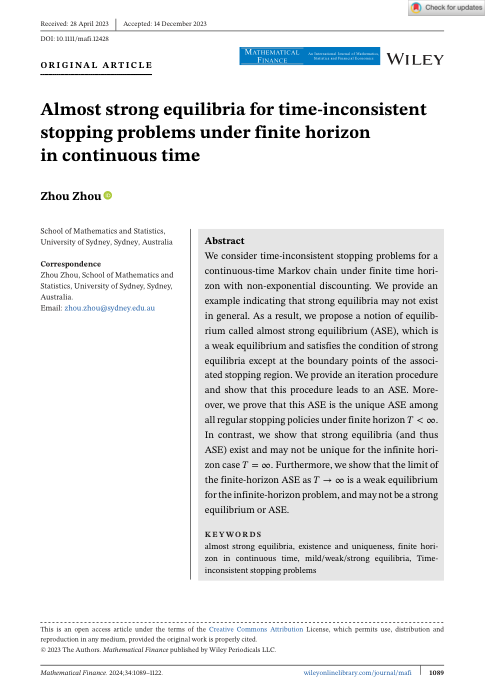 Check for updates
Received: 28 April 2023 | Accepted: 14 December 2023
DOI: 10.1111/mafi.12428
ORIGINAL ARTICLE
MATHEMATICAL
FINANCE
An International Journal of Mathematics,
Statistics and Financial Economics
WILEY
Almost strong equilibria for time-inconsistent
stopping problems under finite horizon
in continuous time
Zhou Zhou
School of Mathematics and Statistics,
University of Sydney, Sydney, Australia
Correspondence
Zhou Zhou, School of Mathematics and
Statistics, University of Sydney, Sydney,
Australia.
Email: zhou.zhou@sydney.edu.au
Abstract
We consider time-inconsistent stopping problems for a
continuous-time Markov chain under finite time hori-
zon with non-exponential discounting. We provide an
example indicating that strong equilibria may not exist
in general. As a result, we propose a notion of equilib-
rium called almost strong equilibrium (ASE), which is
a weak equilibrium and satisfies the condition of strong
equilibria except at the boundary points of the associ-
ated stopping region. We provide an iteration procedure
and show that this procedure leads to an ASE. More-
over, we prove that this ASE is the unique ASE among
all regular stopping policies under finite horizon T < ∞.
In contrast, we show that strong equilibria (and thus
ASE) exist and may not be unique for the infinite hori-
zon case T = ∞. Furthermore, we show that the limit of
the finite-horizon ASE as T → ∞ is a weak equilibrium
for the infinite-horizon problem, and may not be a strong
equilibrium or ASE.
KEYWORDS
almost strong equilibria, existence and uniqueness, finite hori-
zon in continuous time, mild/weak/strong equilibria, Time-
inconsistent stopping problems
This is an open access article under the terms of the Creative Commons Attribution License, which permits use, distribution and
reproduction in any medium, provided the original work is properly cited.
© 2023 The Authors. Mathematical Finance published by Wiley Periodicals LLC.
Mathematical Finance. 2024;34:1089–1122.
wileyonlinelibrary.com/journal/mafi | 1089